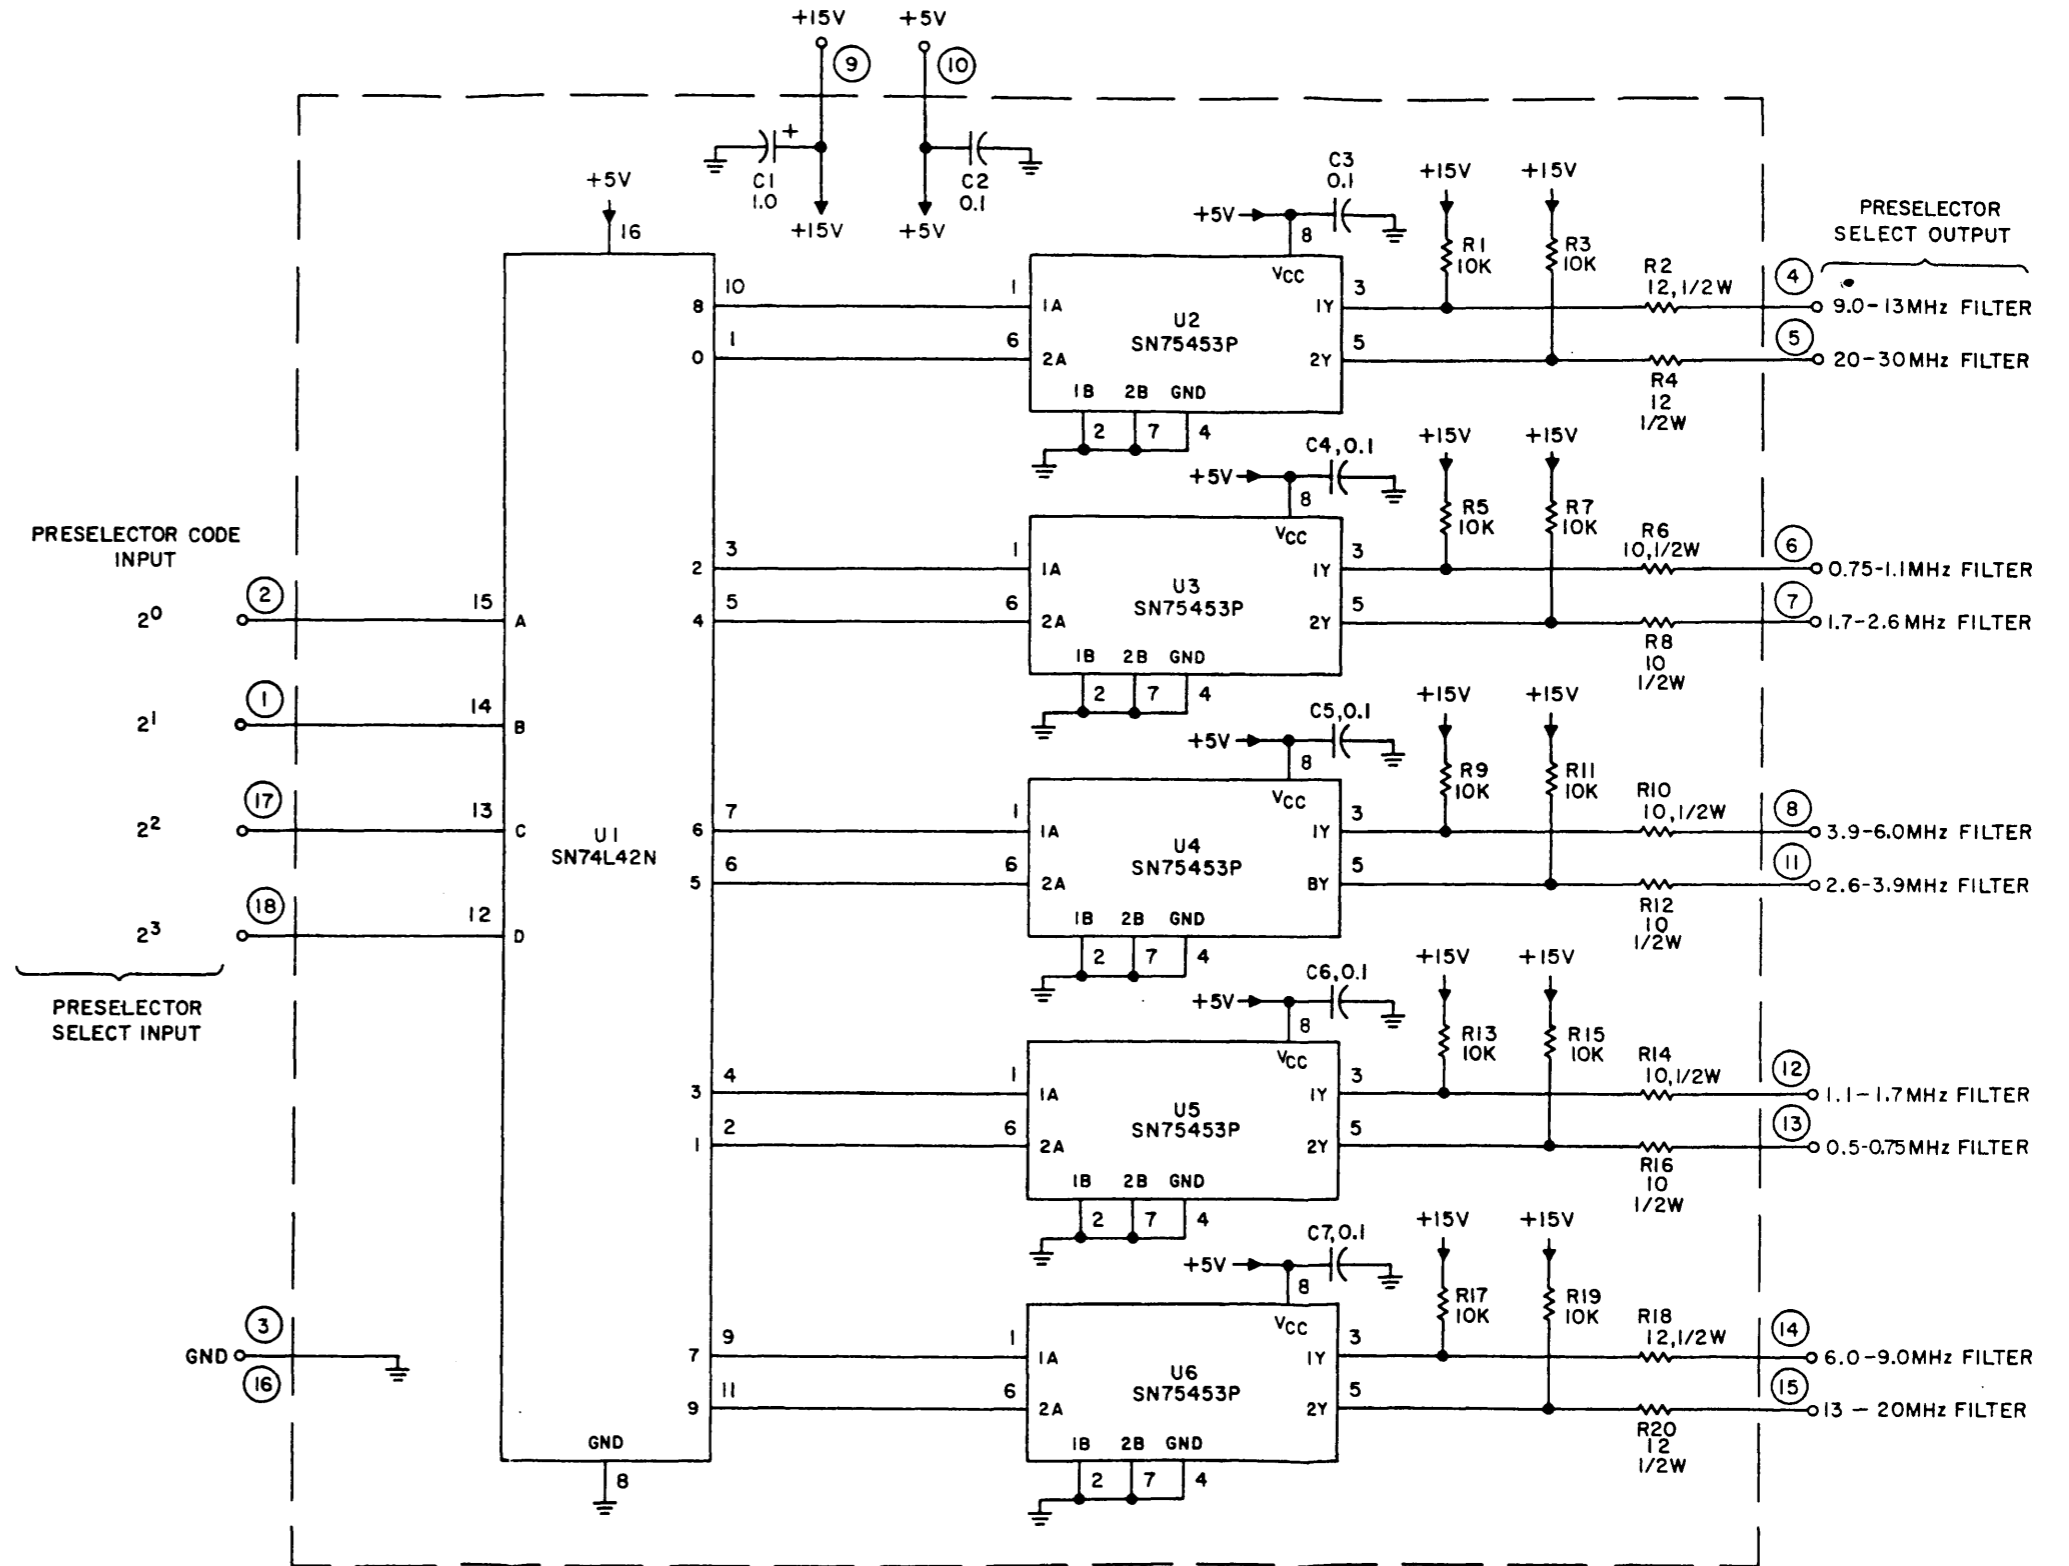 +15V
+5V
9
10
+
C1
1.0
C2
0.1
+15V
+5V
+5V
16
U1
SN74L42N
PRESELECTOR CODE
INPUT
2⁰
2
15
A
2¹
1
14
B
2²
17
13
C
2³
18
12
D
PRESELECTOR
SELECT INPUT
GND
3
16
GND
8
8
10
0
1
2
3
4
5
6
7
5
6
3
4
1
2
7
9
9
11
C3
0.1
+5V
8
VCC
1
1A
6
2A
U2
SN75453P
1B 2B GND
2 7 4
1Y
3
2Y
5
+15V
R1
10K
+15V
R3
10K
R2
12,1/2W
R4
12
1/2W
PRESELECTOR
SELECT OUTPUT
4
9.0-13MHz FILTER
5
20-30MHz FILTER
C4,0.1
+5V
8
VCC
1
1A
6
2A
U3
SN75453P
1B 2B GND
2 7 4
1Y
3
2Y
5
+15V
R5
10K
+15V
R7
10K
R6
10,1/2W
R8
10
1/2W
6
0.75-1.1MHz FILTER
7
1.7-2.6MHz FILTER
C5,0.1
+5V
8
VCC
1
1A
6
2A
U4
SN75453P
1B 2B GND
2 7 4
1Y
3
BY
5
+15V
R9
10K
+15V
R11
10K
R10
10,1/2W
R12
10
1/2W
8
3.9-6.0MHz FILTER
11
2.6-3.9MHz FILTER
C6,0.1
+5V
8
VCC
1
1A
6
2A
U5
SN75453P
1B 2B GND
2 7 4
1Y
3
2Y
5
+15V
R13
10K
+15V
R15
10K
R14
10,1/2W
R16
10
1/2W
12
1.1-1.7MHz FILTER
13
0.5-0.75MHz FILTER
C7,0.1
+5V
8
VCC
1
1A
6
2A
U6
SN75453P
1B 2B GND
2 7 4
1Y
3
2Y
5
+15V
R17
10K
+15V
R19
10K
R18
12,1/2W
R20
12
1/2W
14
6.0-9.0MHz FILTER
15
13 - 20MHz FILTER